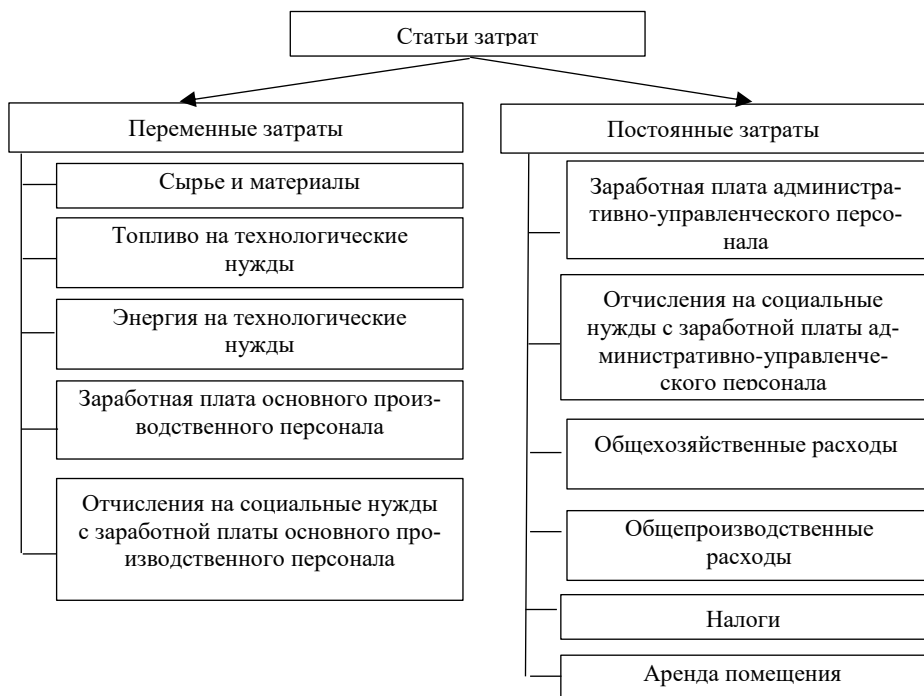 Статьи затрат
Переменные затраты
Сырье и материалы
Топливо на технологические
нужды
Энергия на технологические
нужды
Заработная плата основного произ-
водственного персонала
Отчисления на социальные нужды
с заработной платы основного про-
изводственного персонала
Постоянные затраты
Заработная плата администра-
тивно-управленческого персо-
нала
Отчисления на социальные
нужды с заработной платы ад-
министративно-управленче-
ского персонала
Общехозяйственные расходы
Общепроизводственные
расходы
Налоги
Аренда помещения